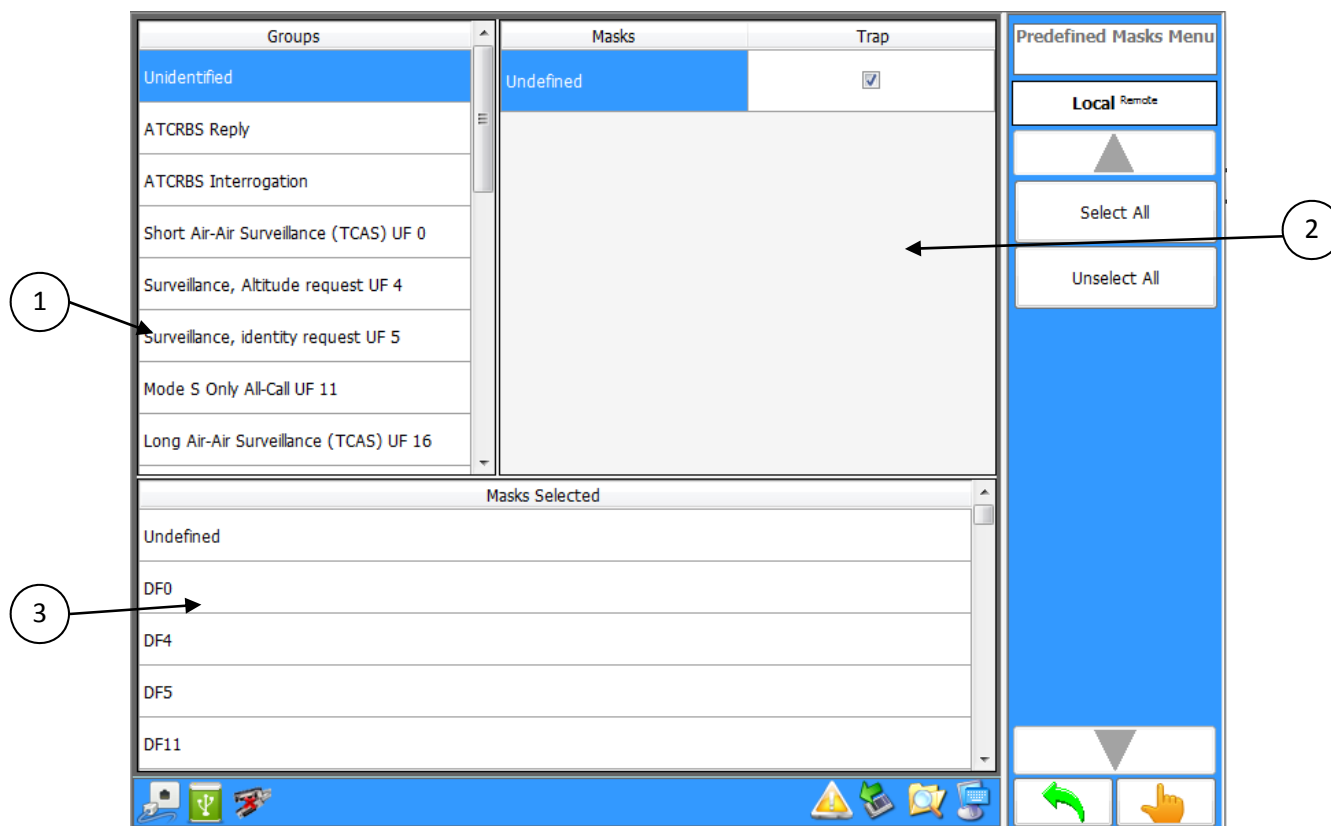 Groups
Masks
Trap
Predefined Masks Menu
Unidentified
Undefined
Local Remote
ATCRBS Reply
ATCRBS Interrogation
Select All
Short Air-Air Surveillance (TCAS) UF 0
2
Surveillance, Altitude request UF 4
Unselect All
1
Surveillance, identity request UF 5
Mode S Only All-Call UF 11
Long Air-Air Surveillance (TCAS) UF 16
Masks Selected
Undefined
DF0
3
DF4
DF5
DF11